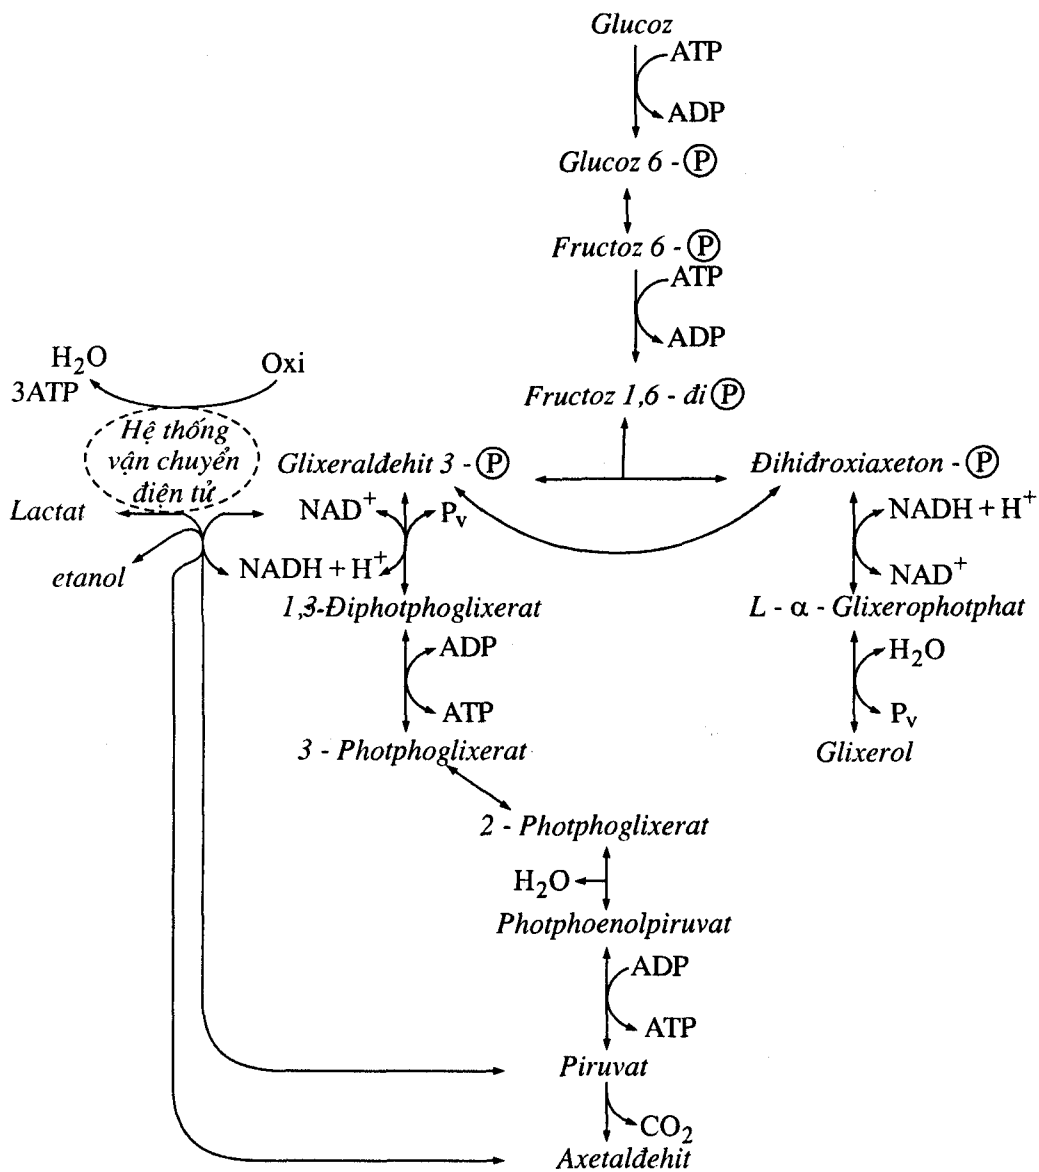 Glucoz
ATP
ADP
Glucoz 6 - Ⓟ
Fructoz 6 - Ⓟ
ATP
ADP
H₂O
3ATP
Oxi
Fructoz 1,6 - đi Ⓟ
Hệ thống
vận chuyển
điện tử
Glixeralđehit 3 - Ⓟ
Đihiđroxiaxeton - Ⓟ
Lactat
NAD⁺
Pᵥ
NADH + H⁺
etanol
NADH + H⁺
NAD⁺
1,3-Điphotphoglixerat
L - α - Glixerophotphat
ADP
H₂O
ATP
Pᵥ
3 - Photphoglixerat
Glixerol
2 - Photphoglixerat
H₂O
Photphoenolpiruvat
ADP
ATP
Piruvat
CO₂
Axetalđehit